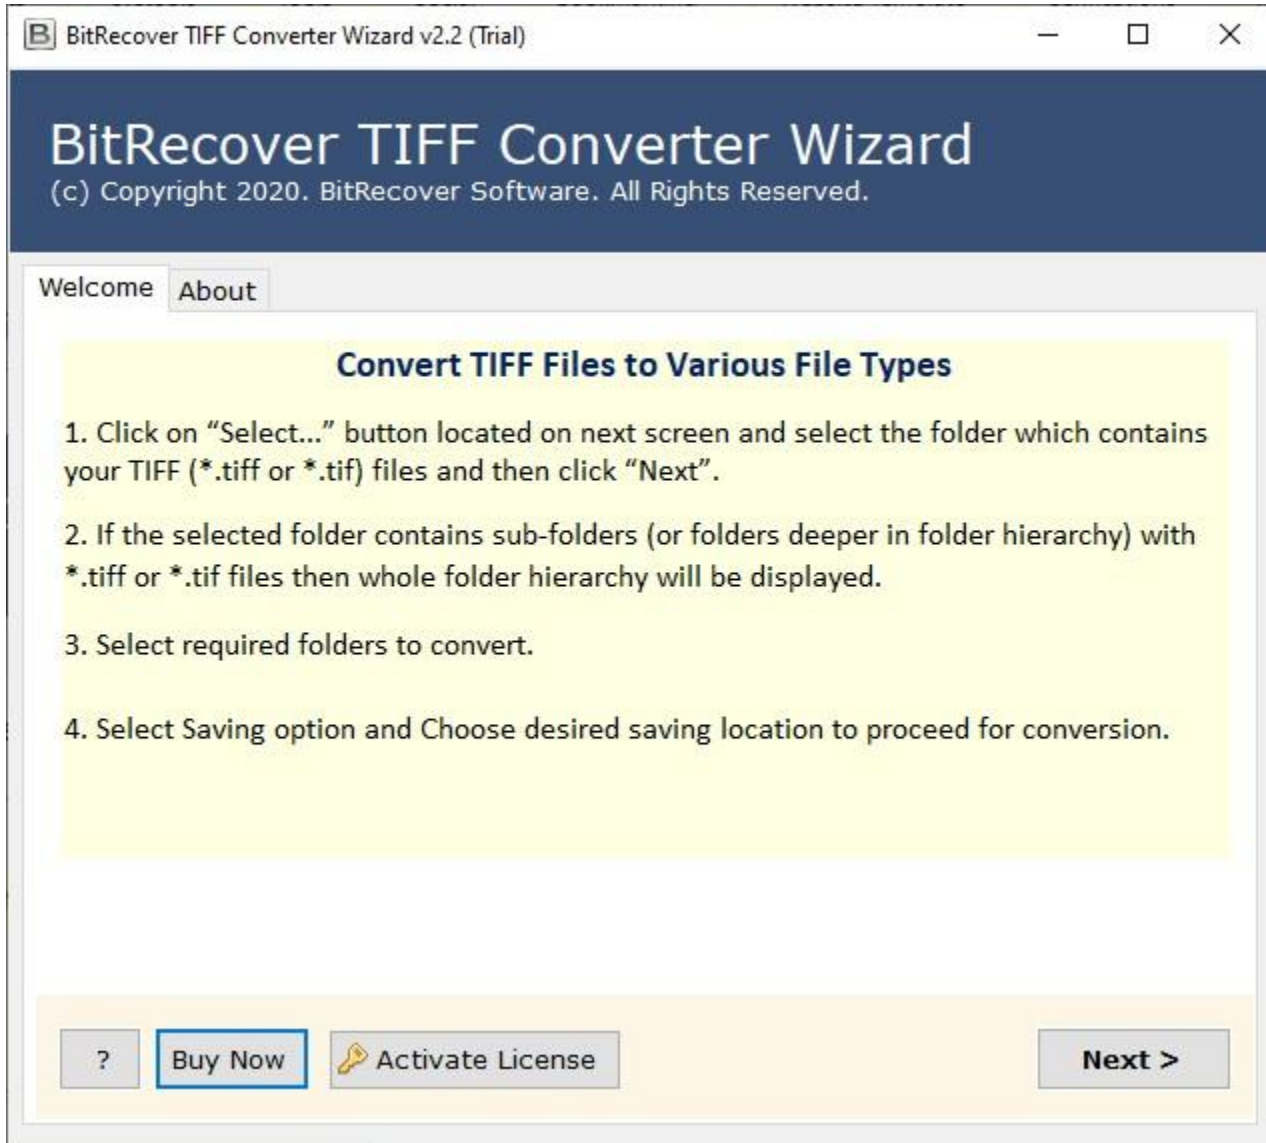 BitRecover TIFF Converter Wizard v2.2 (Trial)
BitRecover TIFF Converter Wizard
(c) Copyright 2020. BitRecover Software. All Rights Reserved.
Welcome About
Convert TIFF Files to Various File Types
1. Click on “Select...” button located on next screen and select the folder which contains
your TIFF (*.tiff or *.tif) files and then click “Next”.
2. If the selected folder contains sub-folders (or folders deeper in folder hierarchy) with
*.tiff or *.tif files then whole folder hierarchy will be displayed.
3. Select required folders to convert.
4. Select Saving option and Choose desired saving location to proceed for conversion.
? Buy Now Activate License Next >